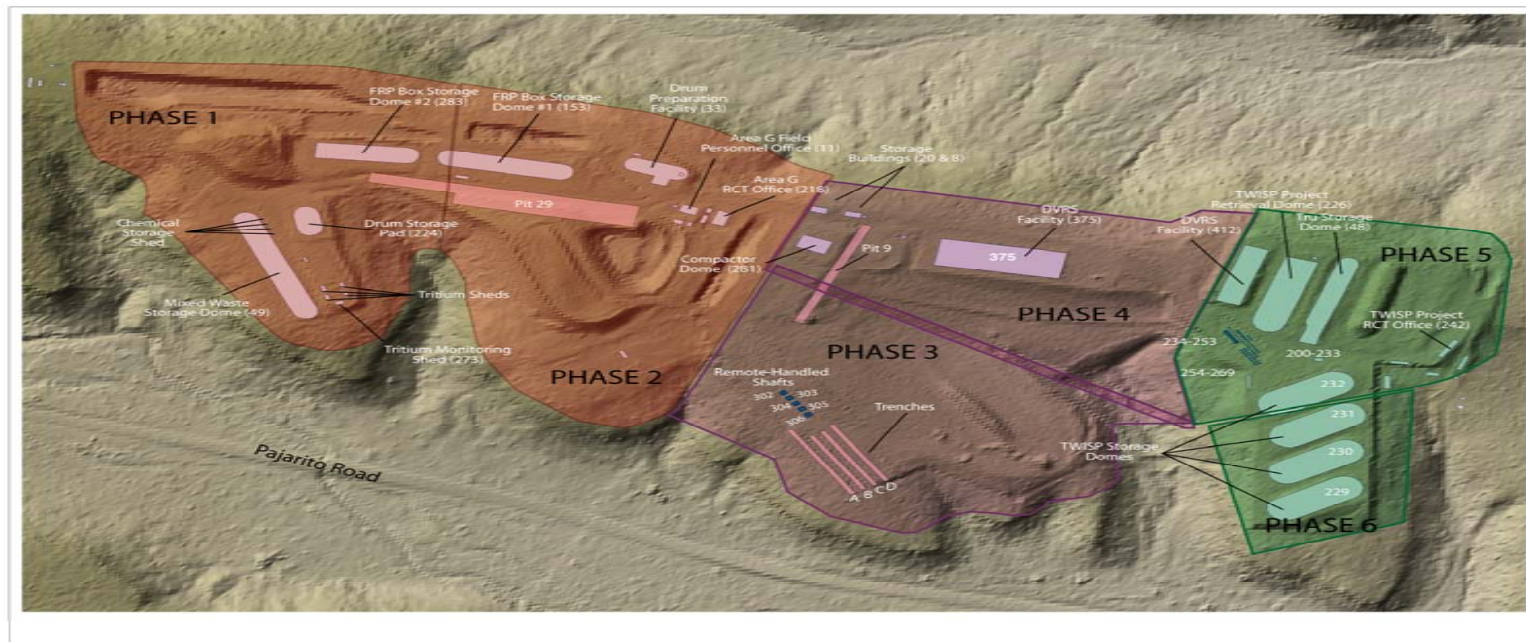 PHASE 1
FRP Box Storage
Dome #2 (283)
FRP Box Storage
Dome #1 (153)
Drum
Preparation
Facility (33)
Area G Field
Personnel Office (11)
Area G
RCT Office (218)
Storage
Buildings (20 & 8)
Pit 29
Chemical
Storage
Shed
Drum Storage
Pad (224)
Mixed Waste
Storage Dome (49)
Tritium Sheds
Tritium Monitoring
Shed (273)
PHASE 2
Compactor
Dome (281)
Pit 9
DVRS
Facility (375)
375
DVRS
Facility (412)
TWISP Project
Retrieval Dome (226)
Tru Storage
Dome (48)
PHASE 5
TWISP Project
RCT Office (242)
PHASE 4
PHASE 3
234-253
200-233
254-269
Remote-Handled
Shafts
302
303
304
305
306
Trenches
A B C D
TWISP Storage
Domes
232
231
230
229
PHASE 6
Pajarito Road